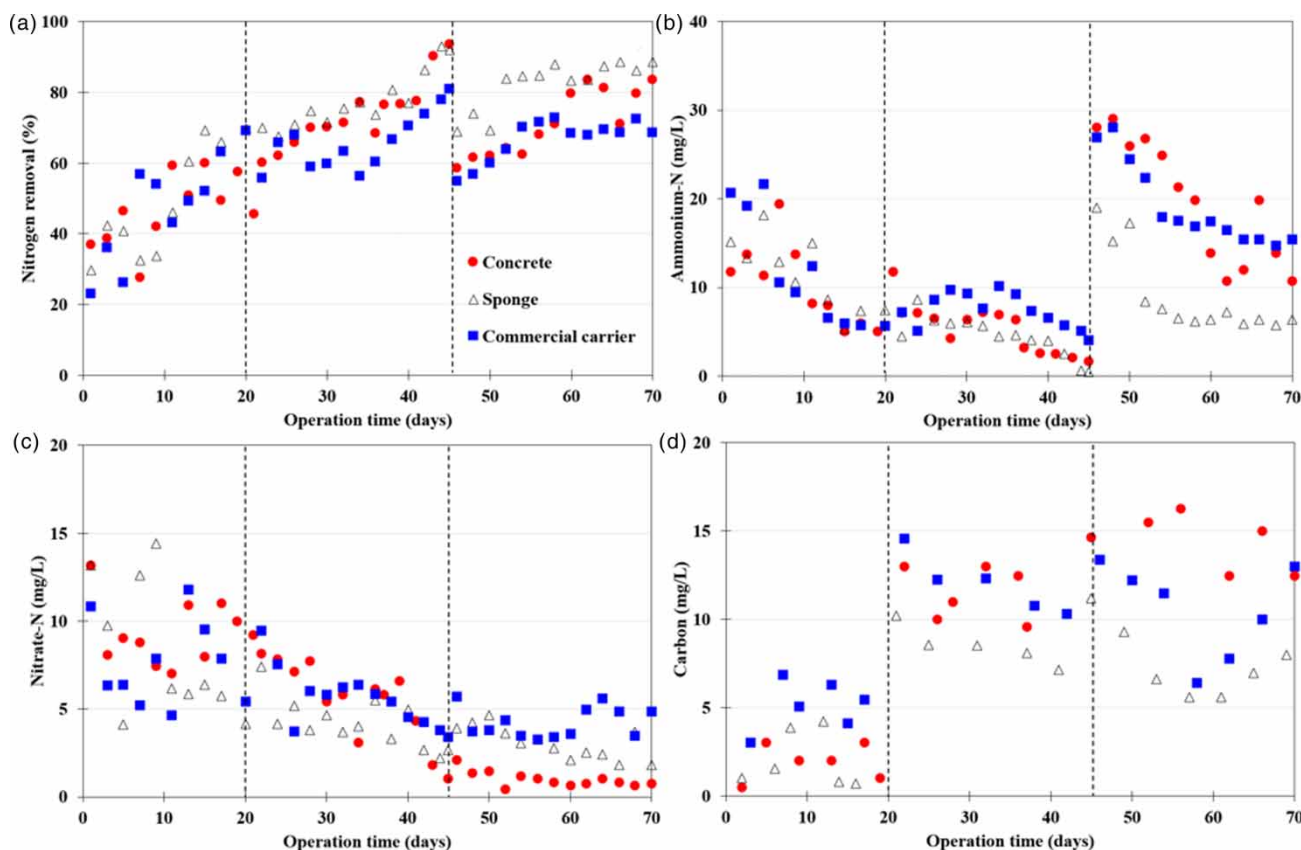 (a)
Nitrogen removal (%)
100
80
60
40
20
0
0 10 20 30 40 50 60 70
Operation time (days)
Concrete
Sponge
Commercial carrier
(b)
Ammonium-N (mg/L)
40
30
20
10
0
0 10 20 30 40 50 60 70
Operation time (days)
(c)
Nitrate-N (mg/L)
20
15
10
5
0
0 10 20 30 40 50 60 70
Operation time (days)
(d)
Carbon (mg/L)
20
15
10
5
0
0 10 20 30 40 50 60 70
Operation time (days)